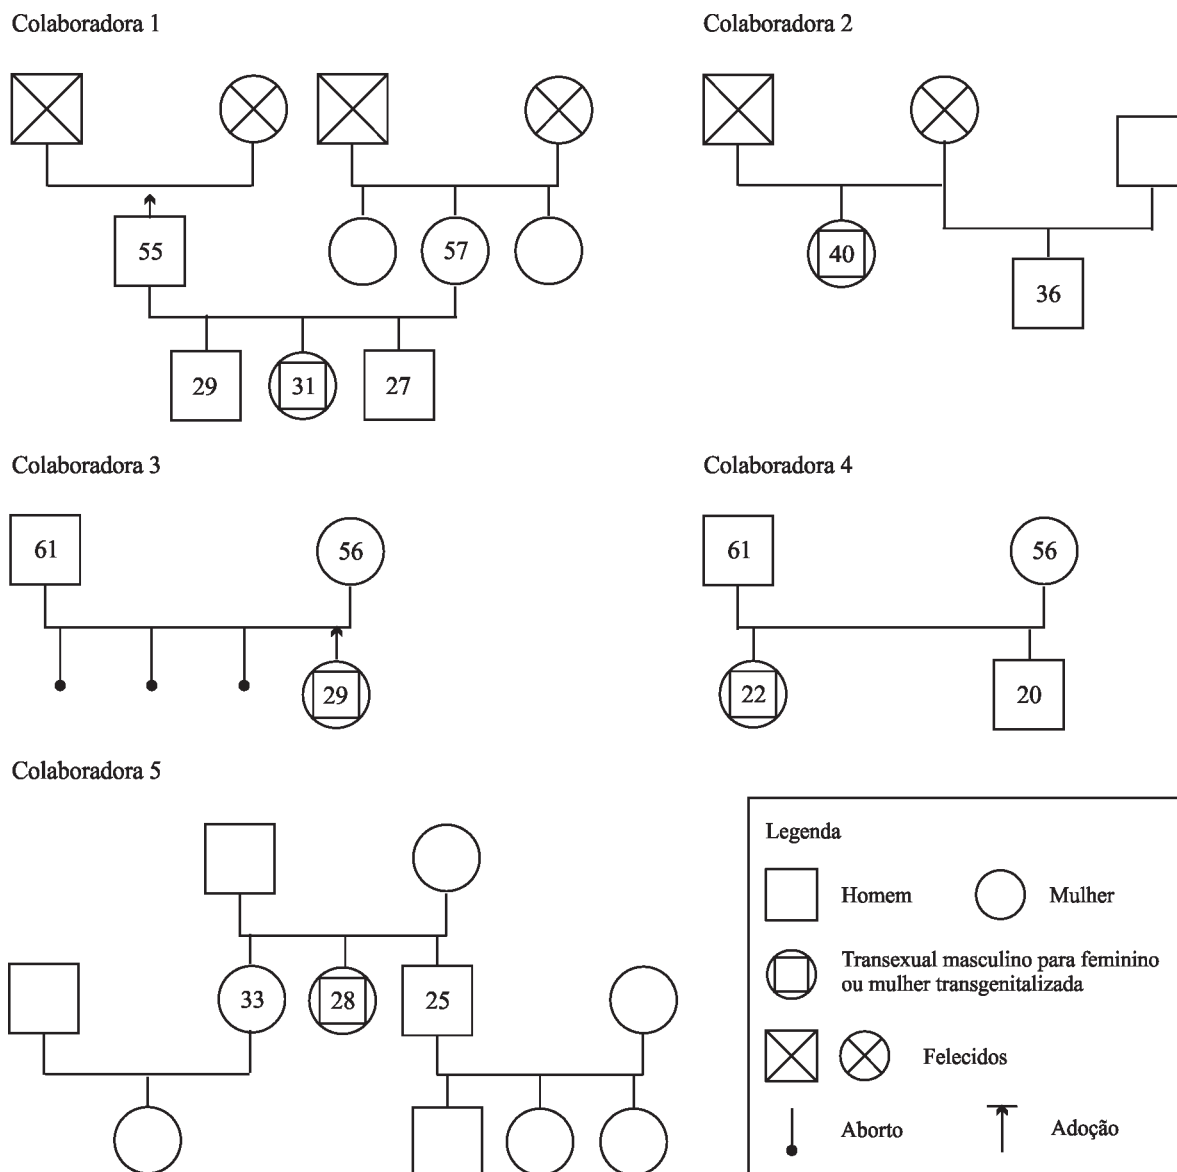 Colaboradora 1
55
57
29
31
27
Colaboradora 2
40
36
Colaboradora 3
61
56
29
Colaboradora 4
61
56
22
20
Colaboradora 5
33
28
25
Legenda
Homem
Mulher
Transexual masculino para feminino
ou mulher transgenitalizada
Felecidos
Aborto
Adoção